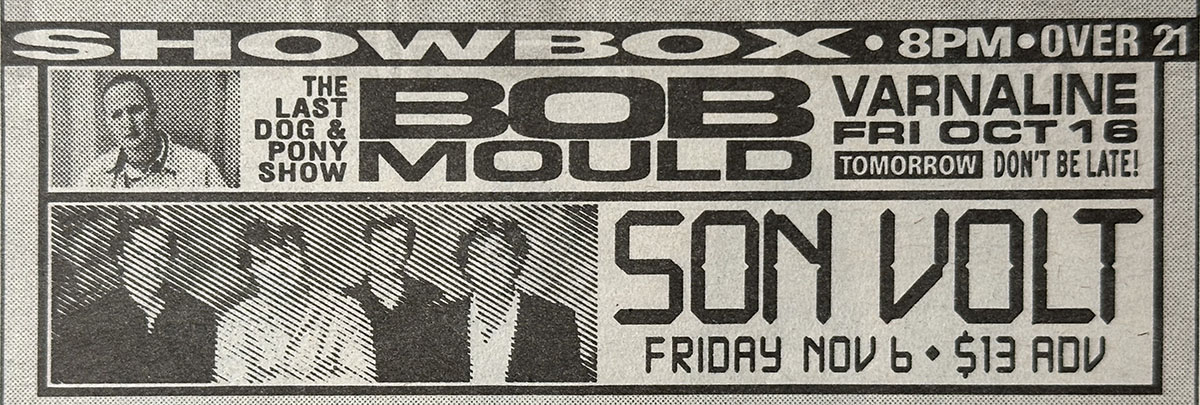 SHOWBOX • 8PM • OVER 21
THE
LAST
DOG &
PONY
SHOW
BOB
MOULD
VARNALINE
FRI OCT 16
TOMORROW DON'T BE LATE!
SON VOLT
FRIDAY NOV 6 • $13 ADV